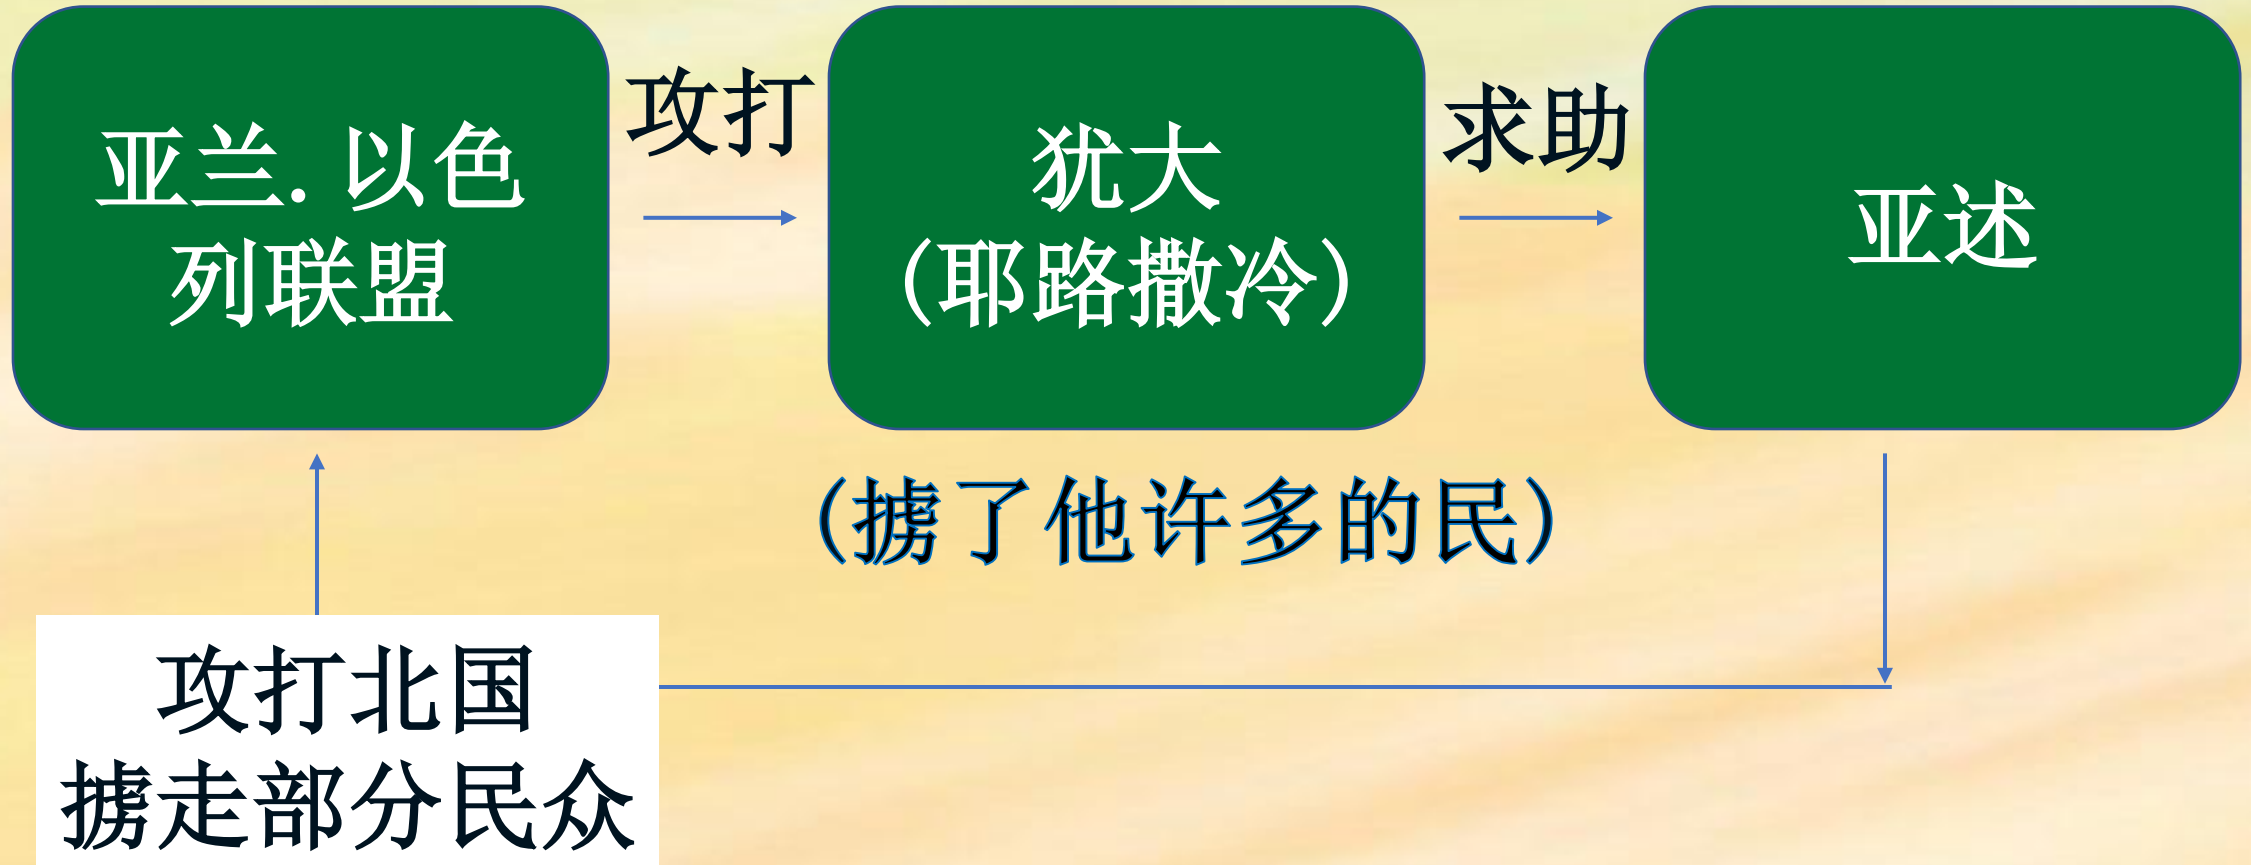 亚兰.以色
列联盟
攻打
犹大
(耶路撒冷)
求助
亚述
(掳了他许多的民)
攻打北国
掳走部分民众